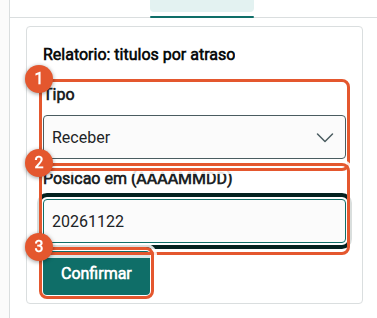 Relatorio: titulos por atraso
1
Tipo
Receber
2
Posicao em (AAAAMMDD)
20261122
3
Confirmar